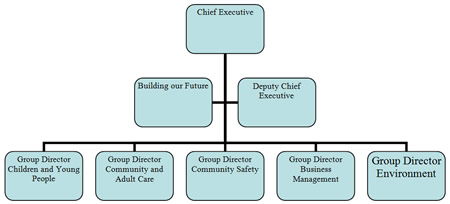 Chief Executive
Building our Future
Deputy Chief
Executive
Group Director
Children and Young
People
Group Director
Community and
Adult Care
Group Director
Community Safety
Group Director
Business
Management
Group Director
Environment